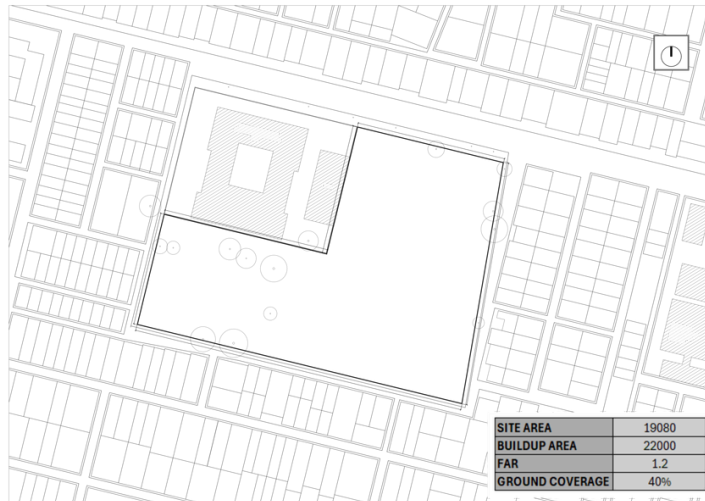 SITE AREA 19080
BUILDUP AREA 22000
FAR 1.2
GROUND COVERAGE 40%